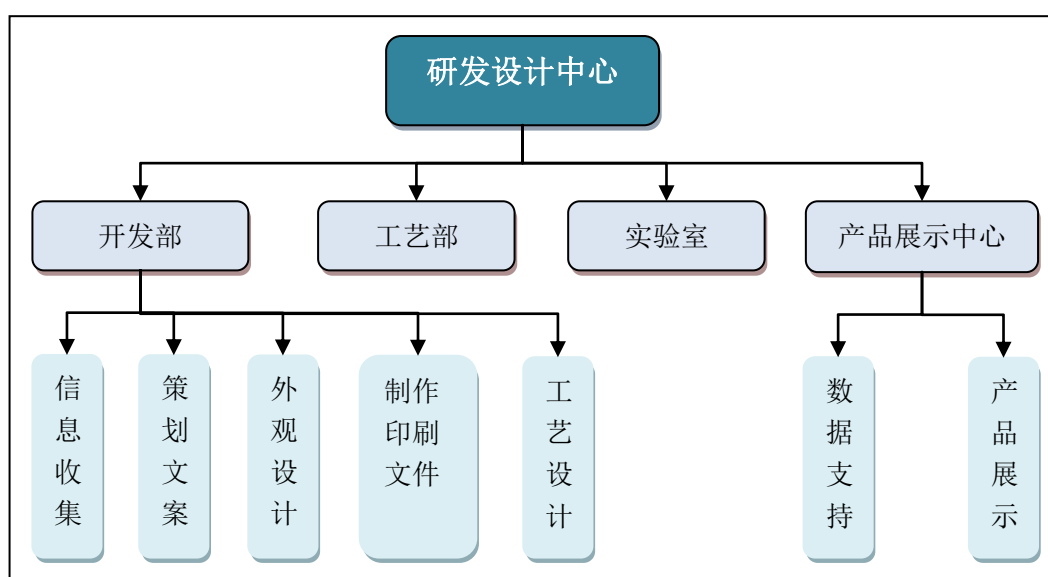 研发设计中心
开发部
工艺部
实验室
产品展示中心
信息收集
策划文案
外观设计
制作
印刷
文件
工艺设计
数据支持
产品展示